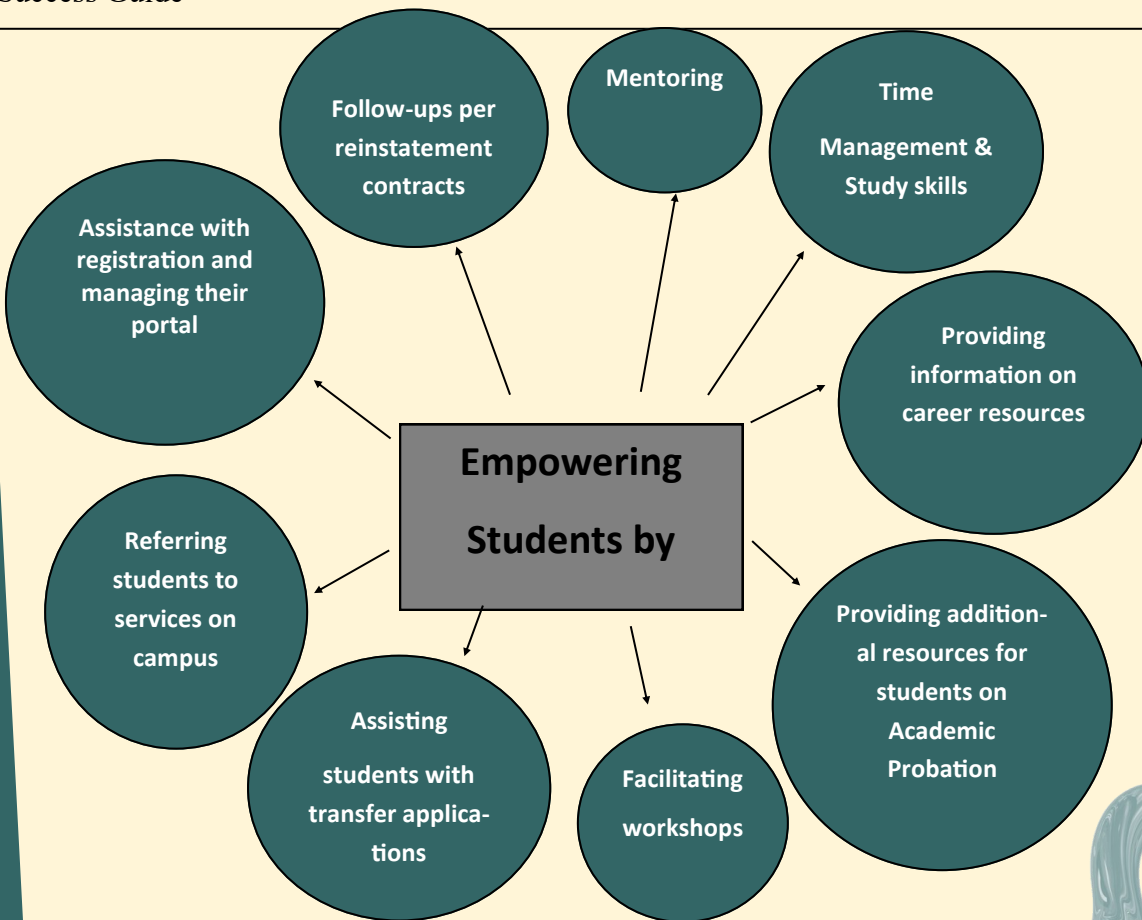 Success Guide
Mentoring
Time
Management &
Study skills
Follow-ups per
reinstatement
contracts
Assistance with
registration and
managing their
portal
Providing
information on
career resources
Empowering
Students by
Referring
students to
services on
campus
Providing addition-
al resources for
students on
Academic
Probation
Assisting
students with
transfer applica-
tions
Facilitating
workshops